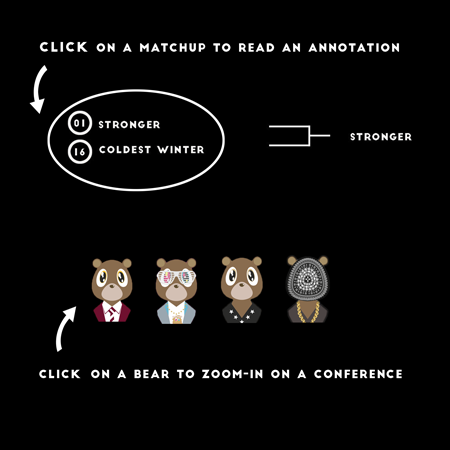 CLICK ON A MATCHUP TO READ AN ANNOTATION
01 STRONGER
16 COLDEST WINTER
STRONGER
CLICK ON A BEAR TO ZOOM-IN ON A CONFERENCE